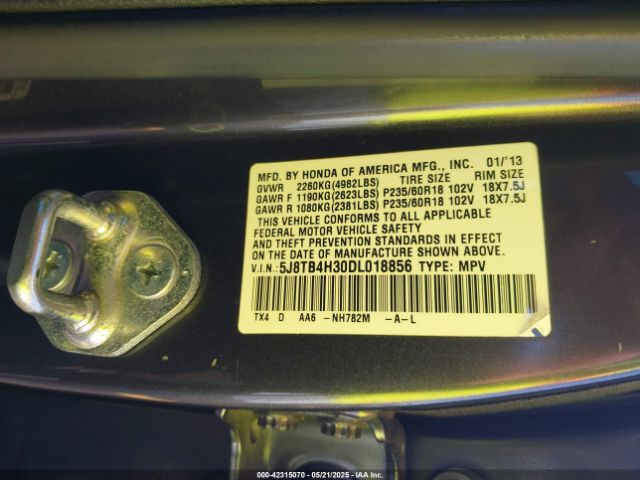 MFD. BY HONDA OF AMERICA MFG., INC. 01/'13
GVWR 2260KG(4982LBS) TIRE SIZE RIM SIZE
GAWR F 1190KG(2623LBS) P235/60R18 102V 18X7.5J
GAWR R 1080KG(2381LBS) P235/60R18 102V 18X7.5J
THIS VEHICLE CONFORMS TO ALL APPLICABLE
FEDERAL MOTOR VEHICLE SAFETY
AND THEFT PREVENTION STANDARDS IN EFFECT
ON THE DATE OF MANUFACTURE SHOWN ABOVE.
V.I.N: 5J8TB4H30DL018856 TYPE: MPV
TX4 D AA6 -NH782M -A-L
000-42315070 05/21/2025 ©Copyright IAA Inc.